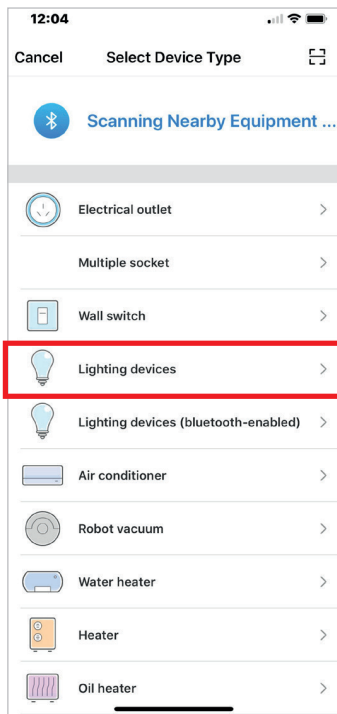 12:04
Cancel Select Device Type
Scanning Nearby Equipment ...
Electrical outlet
Multiple socket
Wall switch
Lighting devices
Lighting devices (bluetooth-enabled)
Air conditioner
Robot vacuum
Water heater
Heater
Oil heater